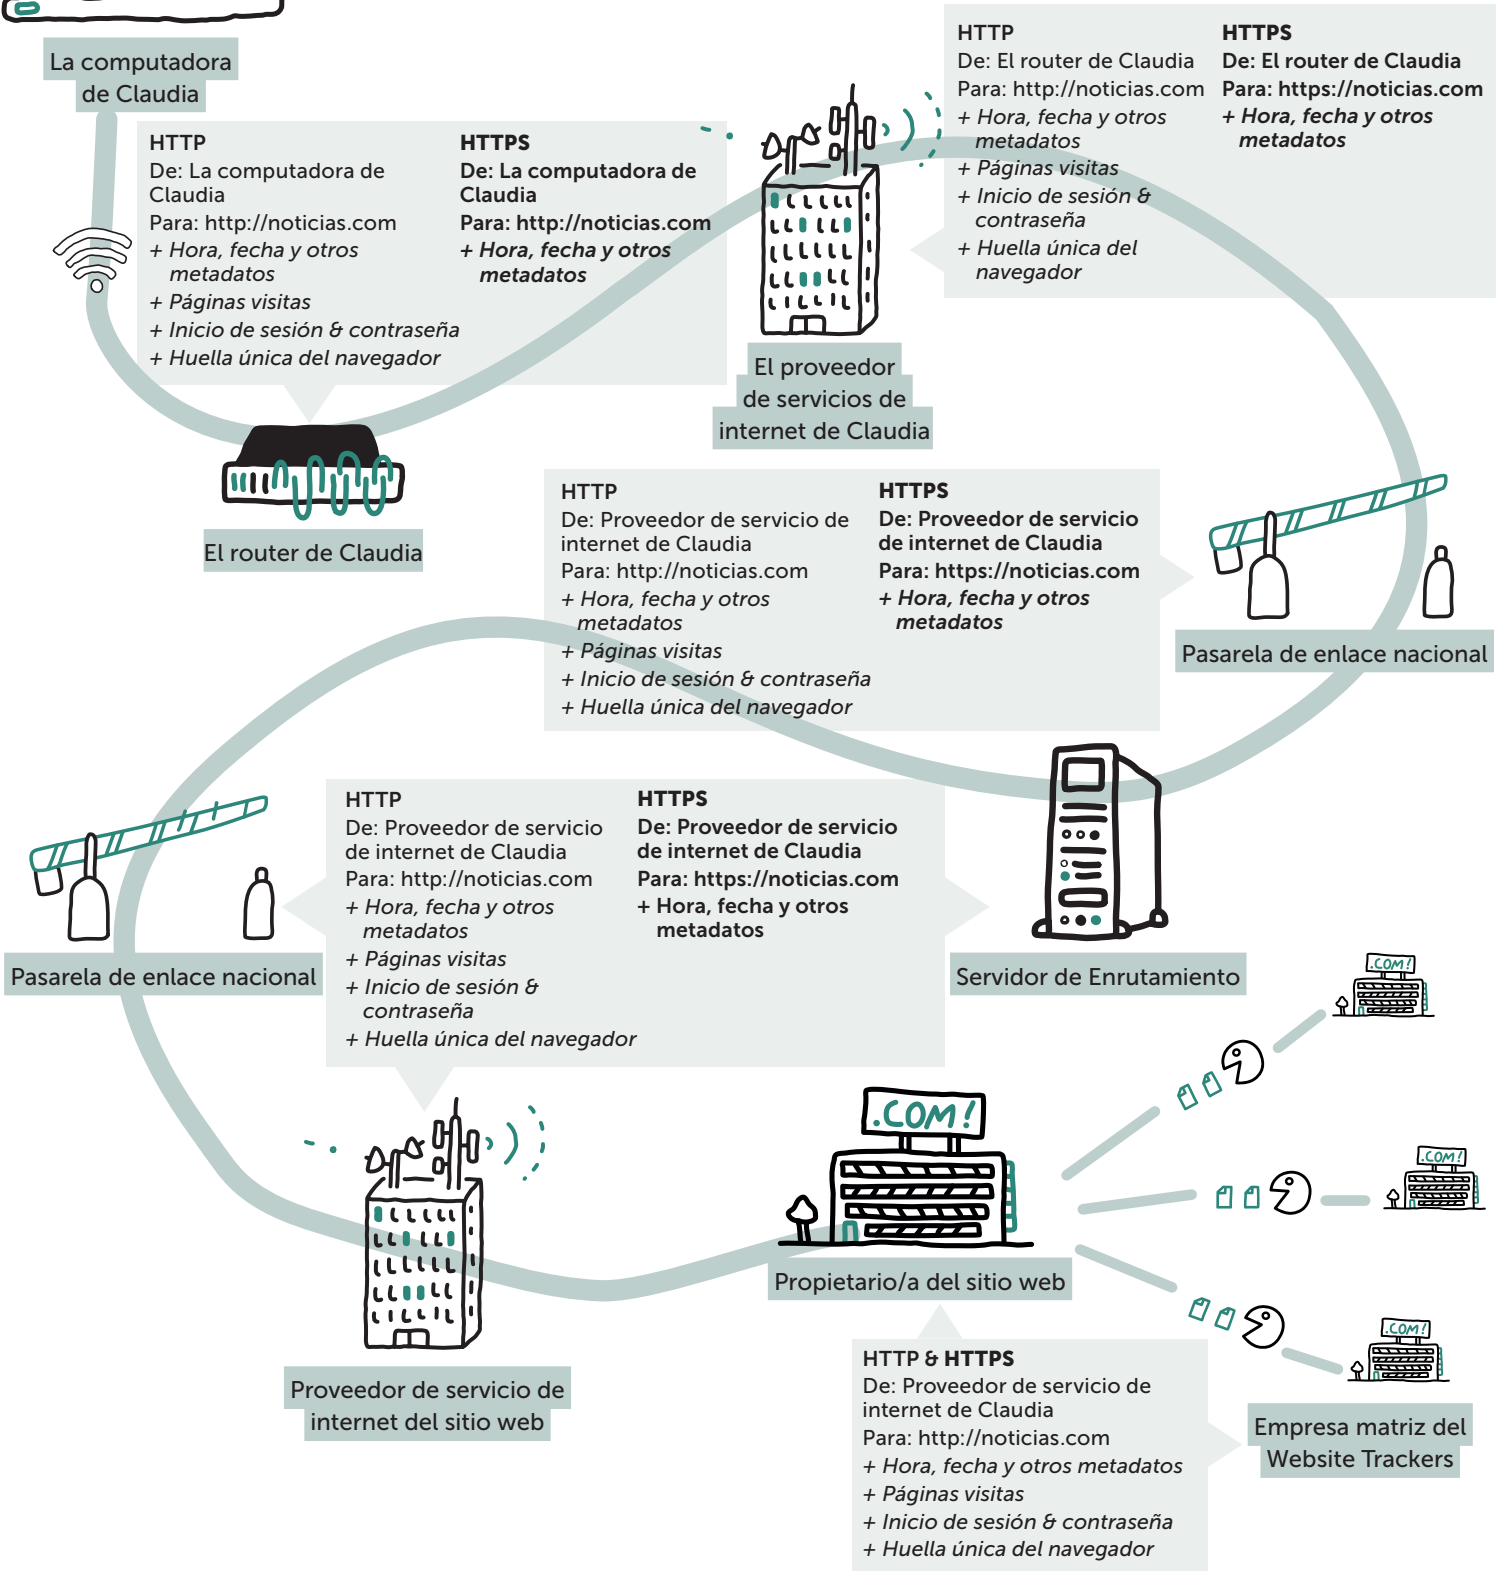 La computadora
de Claudia
HTTP
De: La computadora de
Claudia
Para: http://noticias.com
+ Hora, fecha y otros
metadatos
+ Páginas visitas
+ Inicio de sesión & contraseña
+ Huella única del navegador
HTTPS
De: La computadora de
Claudia
Para: http://noticias.com
+ Hora, fecha y otros
metadatos
El router de Claudia
HTTP
De: El router de Claudia
Para: http://noticias.com
+ Hora, fecha y otros
metadatos
+ Páginas visitas
+ Inicio de sesión &
contraseña
+ Huella única del
navegador
HTTPS
De: El router de Claudia
Para: https://noticias.com
+ Hora, fecha y otros
metadatos
El proveedor
de servicios de
internet de Claudia
HTTP
De: Proveedor de servicio de
internet de Claudia
Para: http://noticias.com
+ Hora, fecha y otros
metadatos
+ Páginas visitas
+ Inicio de sesión & contraseña
+ Huella única del navegador
HTTPS
De: Proveedor de servicio
de internet de Claudia
Para: https://noticias.com
+ Hora, fecha y otros
metadatos
Pasarela de enlace nacional
HTTP
De: Proveedor de servicio
de internet de Claudia
Para: http://noticias.com
+ Hora, fecha y otros
metadatos
+ Páginas visitas
+ Inicio de sesión &
contraseña
+ Huella única del navegador
HTTPS
De: Proveedor de servicio
de internet de Claudia
Para: https://noticias.com
+ Hora, fecha y otros
metadatos
Pasarela de enlace nacional
Servidor de Enrutamiento
.COM!
.COM!
.COM!
.COM!
Propietario/a del sitio web
Proveedor de servicio de
internet del sitio web
HTTP & HTTPS
De: Proveedor de servicio de
internet de Claudia
Para: http://noticias.com
+ Hora, fecha y otros metadatos
+ Páginas visitas
+ Inicio de sesión & contraseña
+ Huella única del navegador
Empresa matriz del
Website Trackers